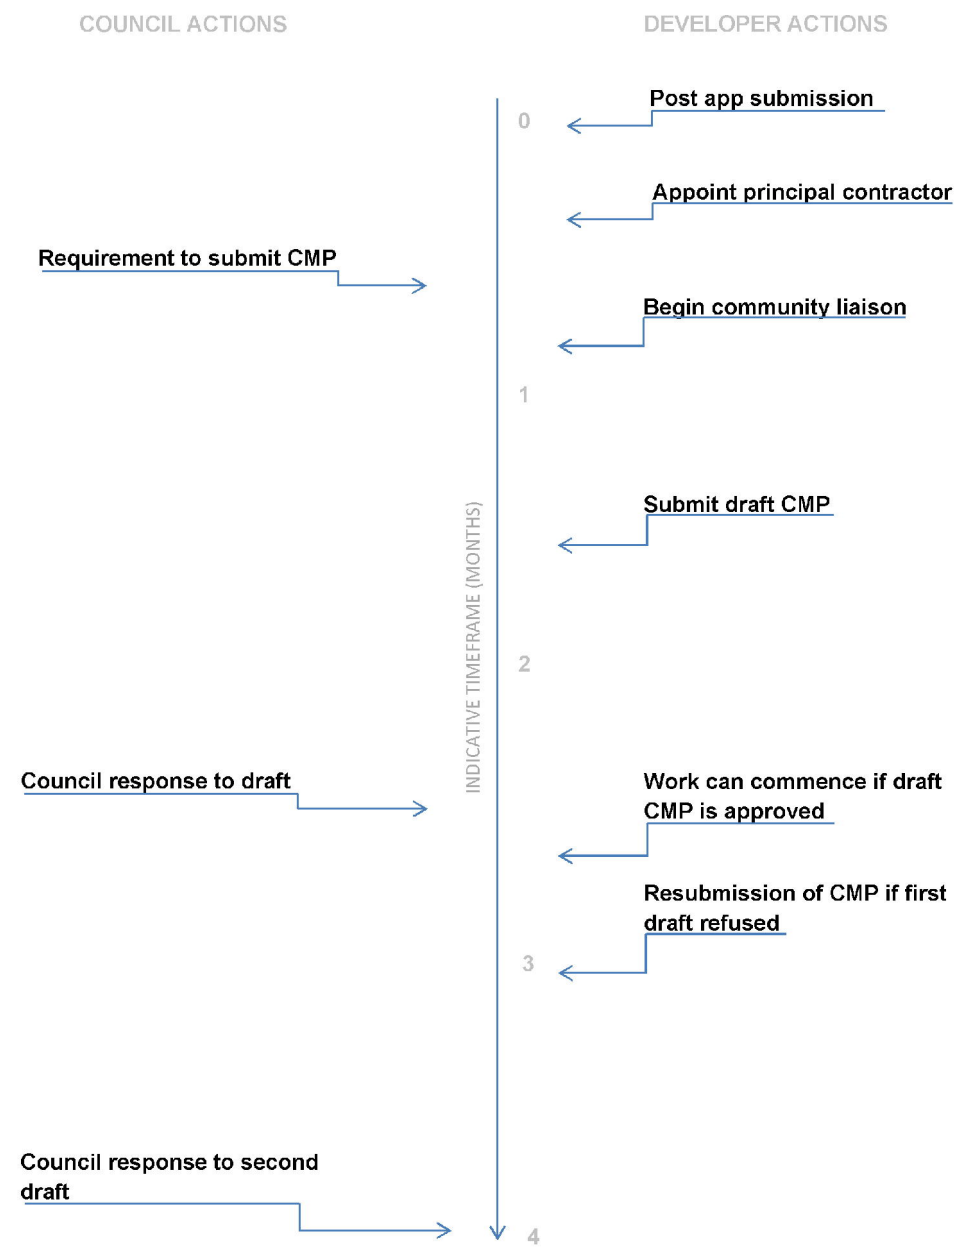 COUNCIL ACTIONS
DEVELOPER ACTIONS
Post app submission
0
Appoint principal contractor
Requirement to submit CMP
Begin community liaison
1
Submit draft CMP
INDICATIVE TIMEFRAME (MONTHS)
2
Council response to draft
Work can commence if draft
CMP is approved
Resubmission of CMP if first
draft refused
3
Council response to second
draft
4